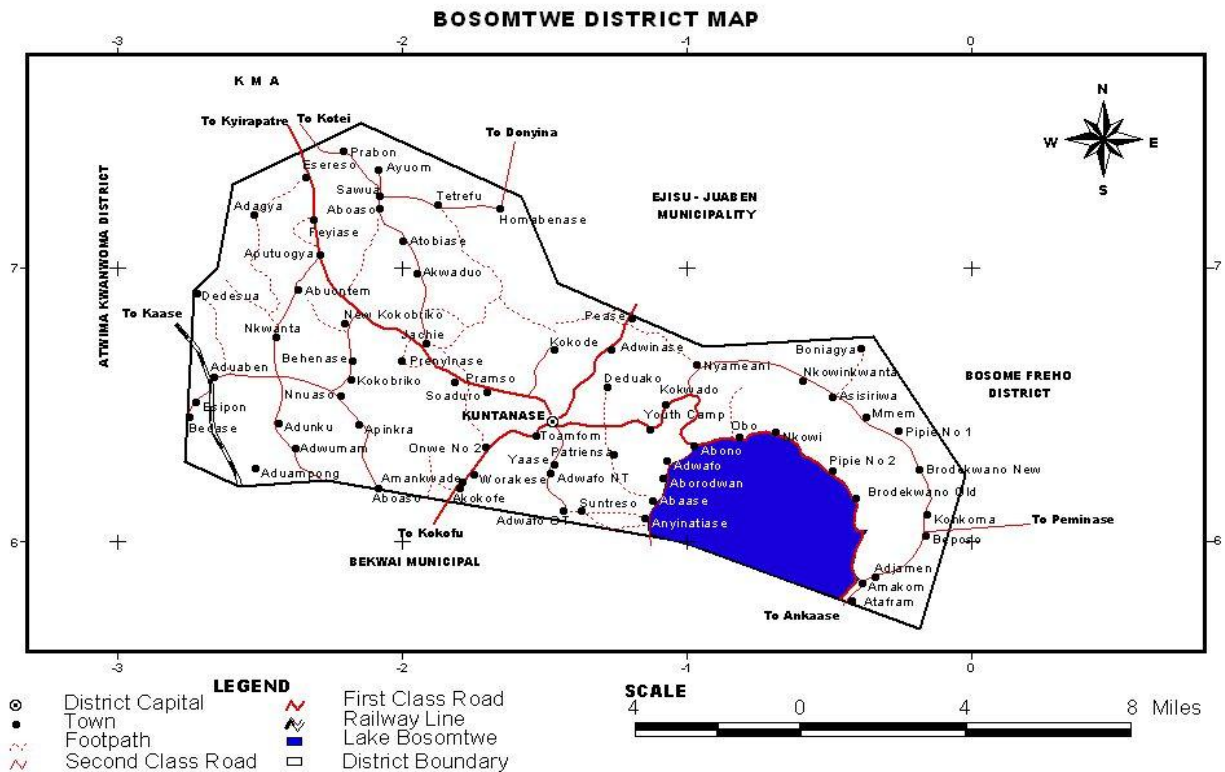 BOSOMTWE DISTRICT MAP
-3
-2
-1
0
K M A
To Kyirapatre
To Kotei
To Donyina
N
W
E
S
Prabon
Esereso
Ayuom
Sawua
Tetrefu
Adagya
Aboaso
Homabenase
EJISU - JUABEN
MUNICIPALITY
ATWIMA KWANWOMA DISTRICT
Feyiase
Atobiase
Aputuogya
7
7
Akwaduo
Dedesua
Abuontem
To Kaase
New Kokobriko
Pease
Nkwanta
Jachie
Kokode
Adwinase
Boniagya
Behenase
Prenyinase
Nyameani
Aduaben
Deduako
Nkowinkwanta
BOSOME FREHO
DISTRICT
Kokobriko
Pramso
Kokwado
Asisiriwa
Esipon
Nnuaso
Soaduro
Mmem
Bedase
KUNTANASE
Youth Camp
Adunku
Apinkra
Toamfom
Obo
Nkowi
Pipie No 1
Adwumam
Onwe No 2
Patriensa
Abono
Yaase
Adwafo
Pipie No 2
Aduampong
Amankwade
Worakese
Adwafo NT
Aborodwan
Brodekwano New
Aboaso
Akokofe
Suntreso
Abaase
Brodekwano Old
Adwafo OT
Anyinatiase
Konkoma
To Peminase
To Kokofu
Beposo
6
6
BEKWAI MUNICIPAL
Adjamen
Amakom
Atafram
To Ankaase
-3
-2
-1
0
LEGEND
District Capital
Town
Footpath
Second Class Road
First Class Road
Railway Line
Lake Bosomtwe
District Boundary
SCALE
4 0 4 8 Miles